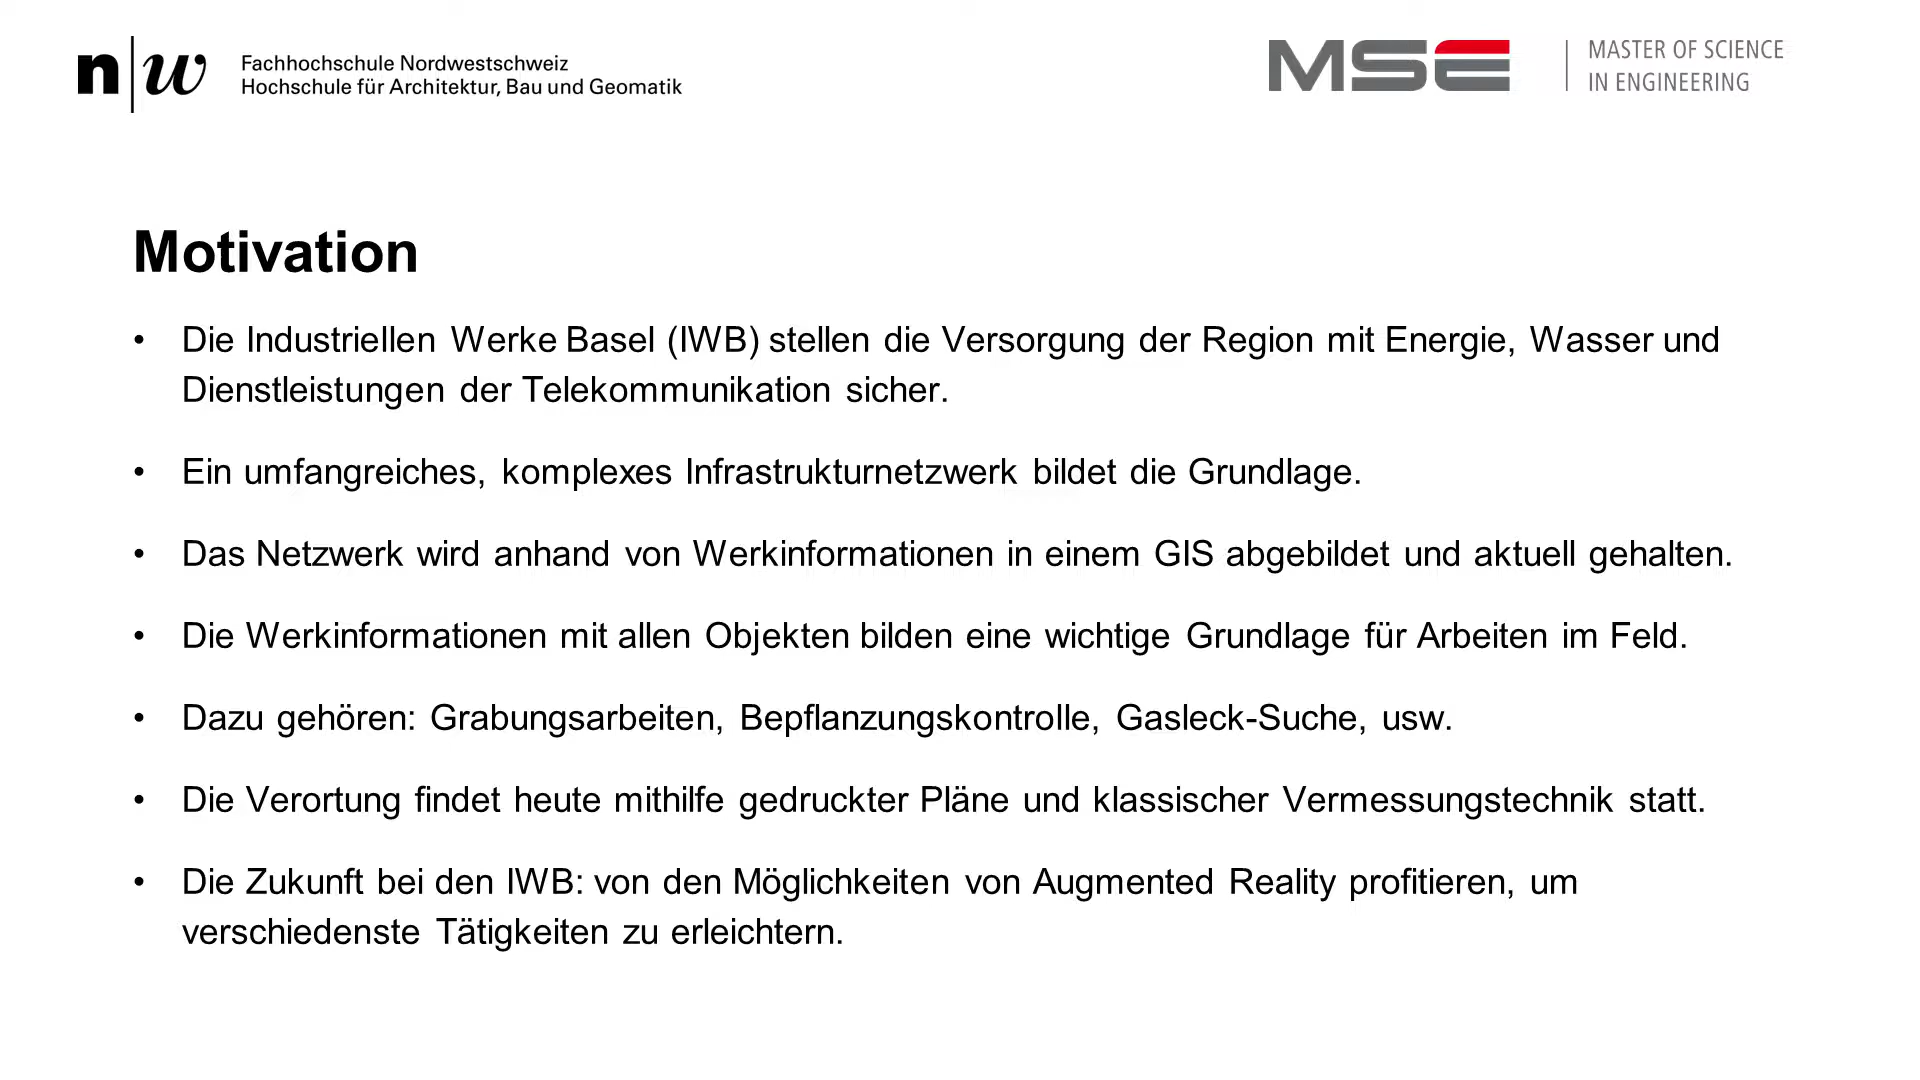 n|w Fachhochschule Nordwestschweiz
Hochschule für Architektur, Bau und Geomatik
MSE
MASTER OF SCIENCE
IN ENGINEERING
Motivation
• Die Industriellen Werke Basel (IWB) stellen die Versorgung der Region mit Energie, Wasser und
Dienstleistungen der Telekommunikation sicher.
• Ein umfangreiches, komplexes Infrastrukturnetzwerk bildet die Grundlage.
• Das Netzwerk wird anhand von Werkinformationen in einem GIS abgebildet und aktuell gehalten.
• Die Werkinformationen mit allen Objekten bilden eine wichtige Grundlage für Arbeiten im Feld.
• Dazu gehören: Grabungsarbeiten, Bepflanzungskontrolle, Gasleck-Suche, usw.
• Die Verortung findet heute mithilfe gedruckter Pläne und klassischer Vermessungstechnik statt.
• Die Zukunft bei den IWB: von den Möglichkeiten von Augmented Reality profitieren, um
verschiedenste Tätigkeiten zu erleichtern.